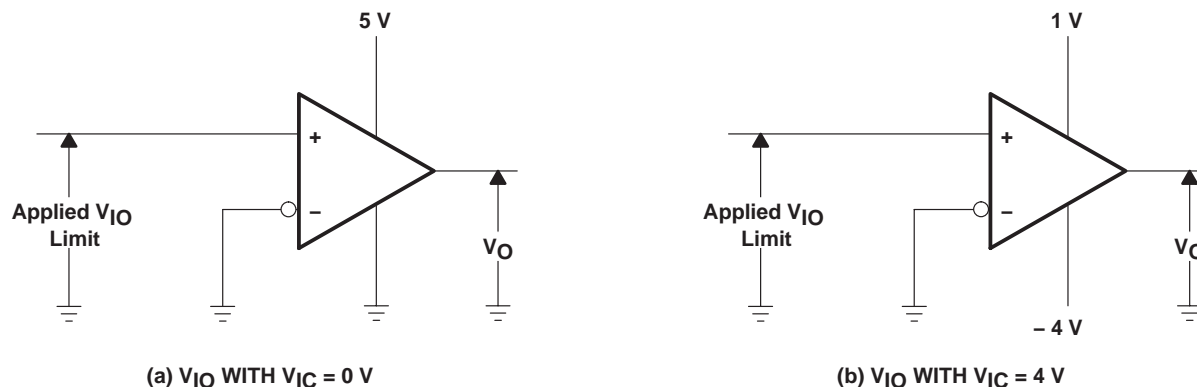 5 V
+
−
Applied VIO
Limit
VO
(a) VIO WITH VIC = 0 V
1 V
+
−
Applied VIO
Limit
VO
– 4 V
(b) VIO WITH VIC = 4 V